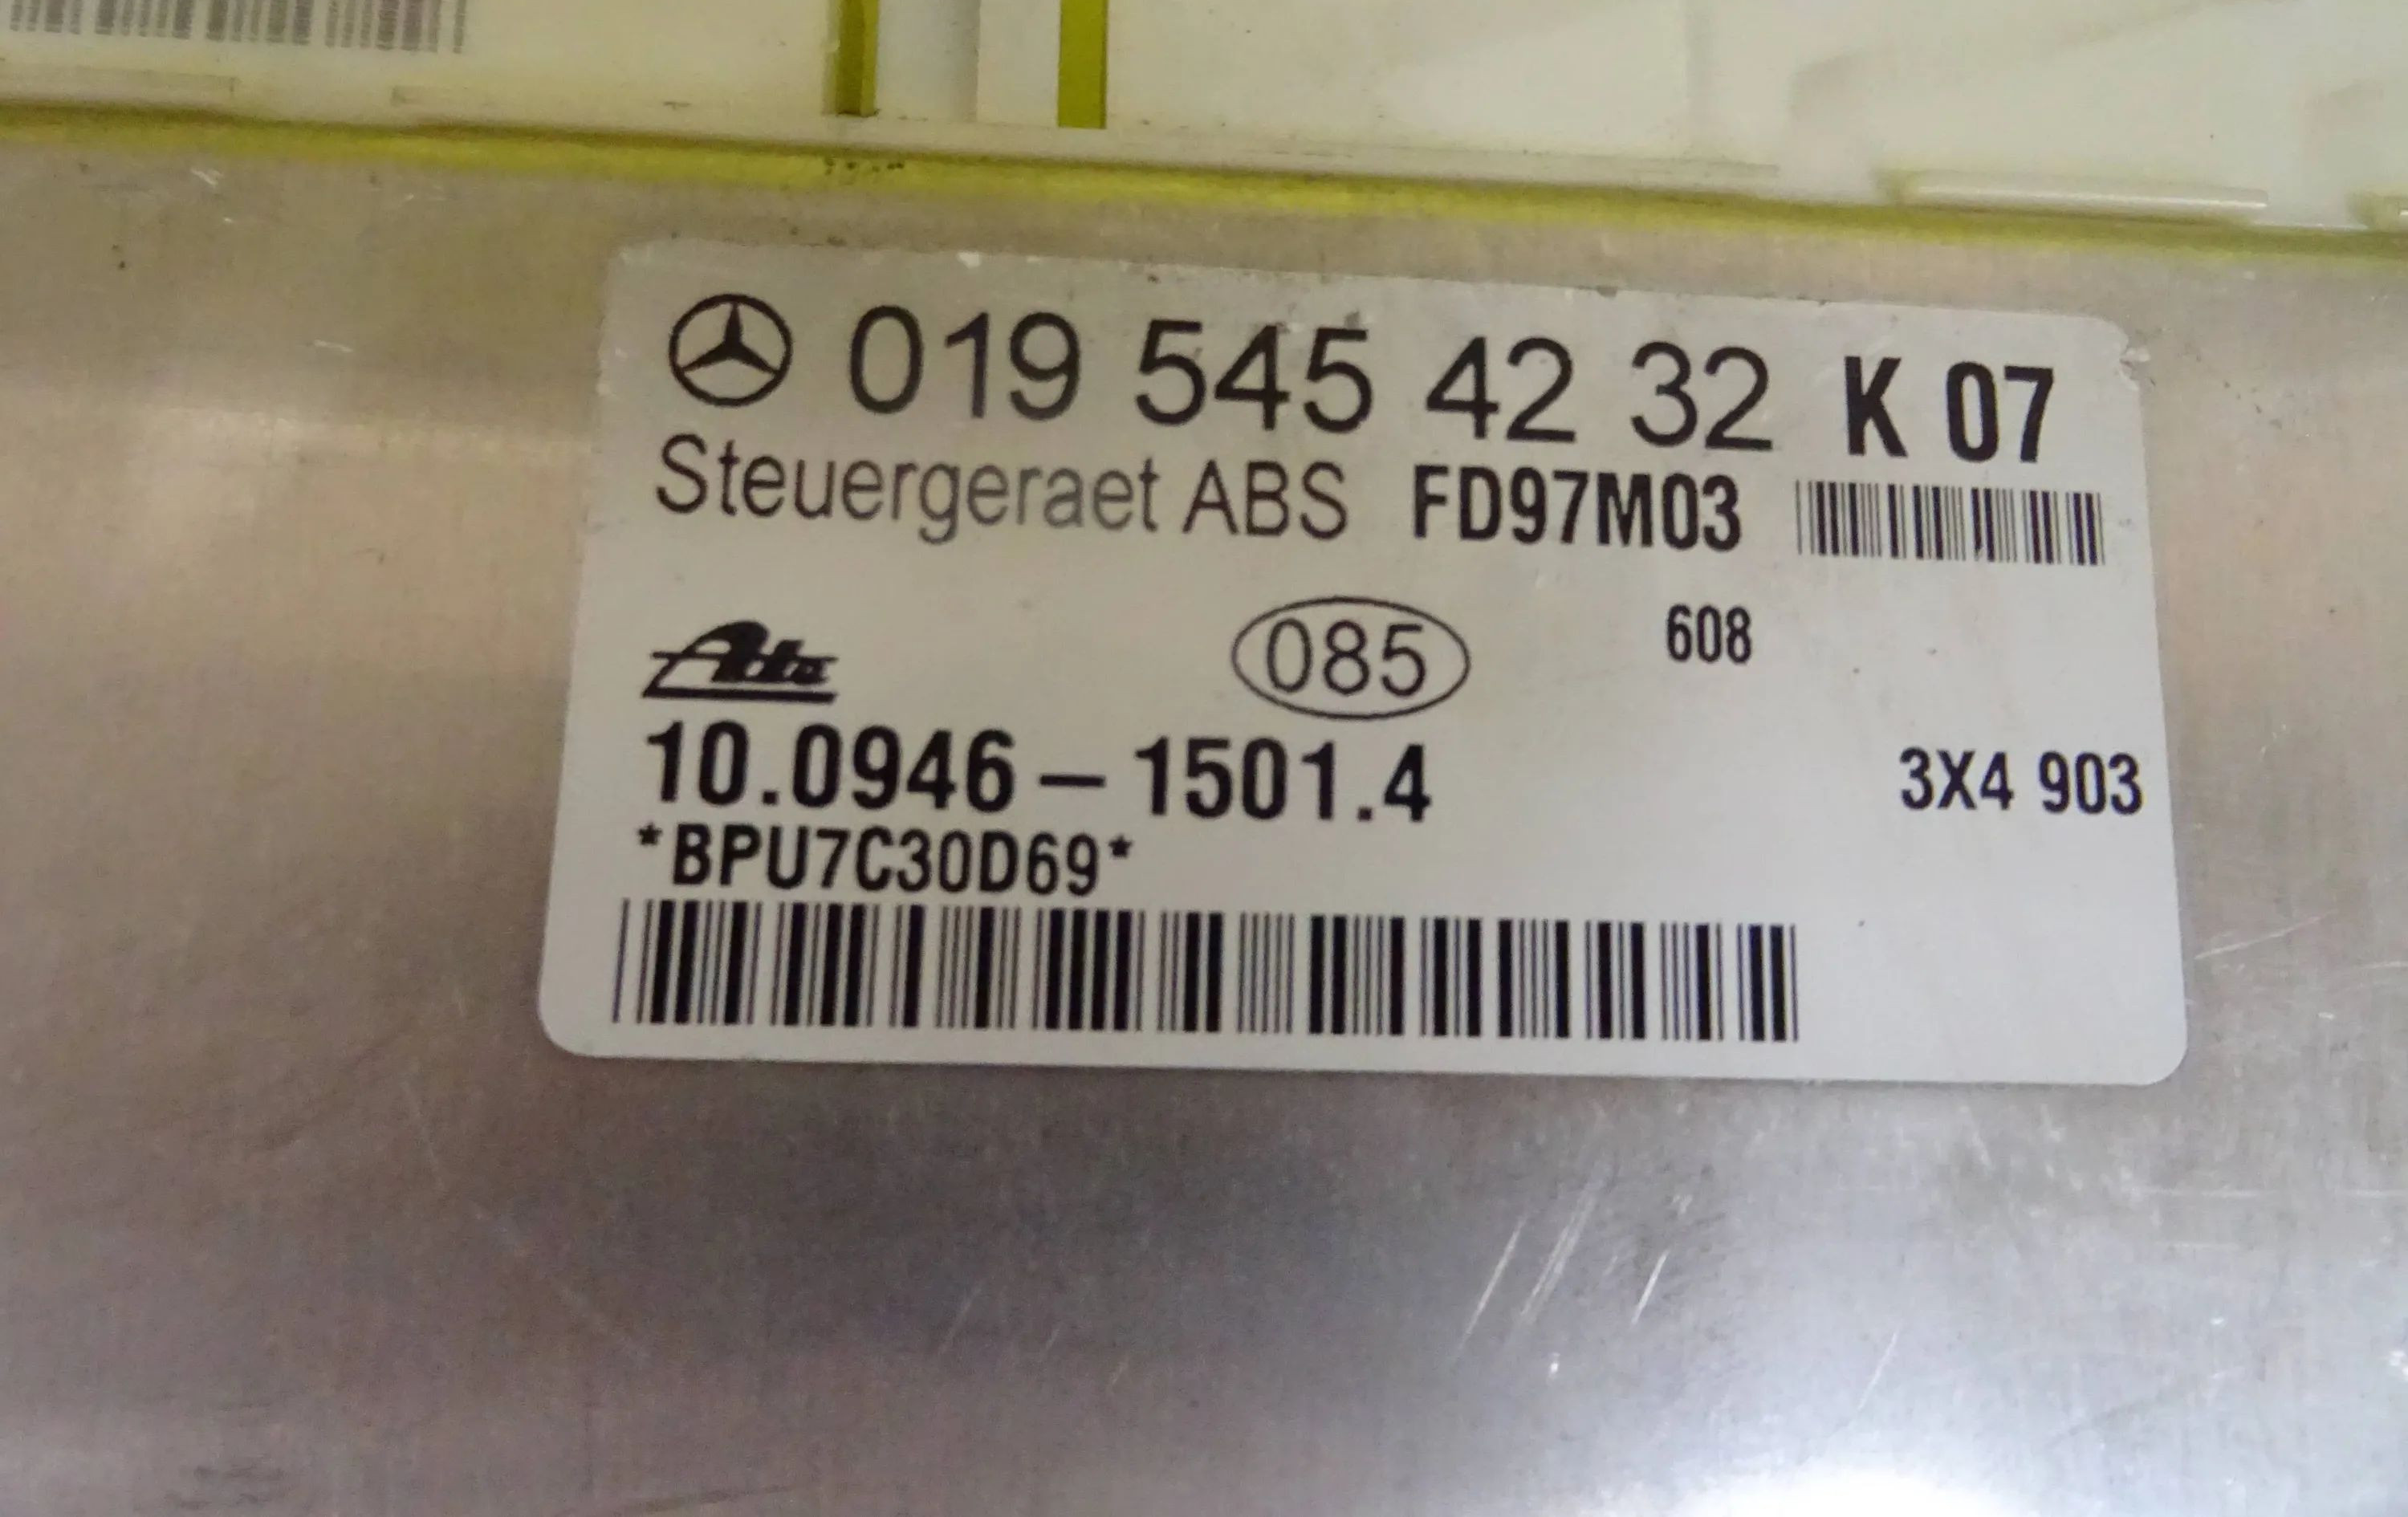 019 545 42 32 K 07
Steuergeraet ABS FD97M03
Ate 085 608
10.0946-1501.4 3X4 903
*BPU7C30D69*